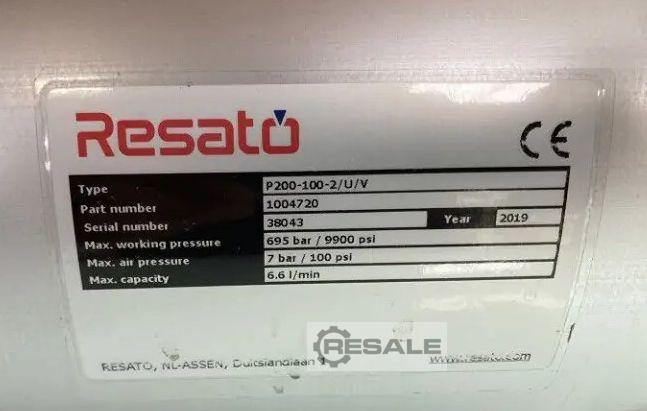 Resato
CE
Type P200-100-2/U/V
Part number 1004720
Serial number 38043 Year 2019
Max. working pressure 695 bar / 9900 psi
Max. air pressure 7 bar / 100 psi
Max. capacity 6.6 l/min
RESALE
RESATO, NL-ASSEN, Duitslandlaan 1 www.resato.com